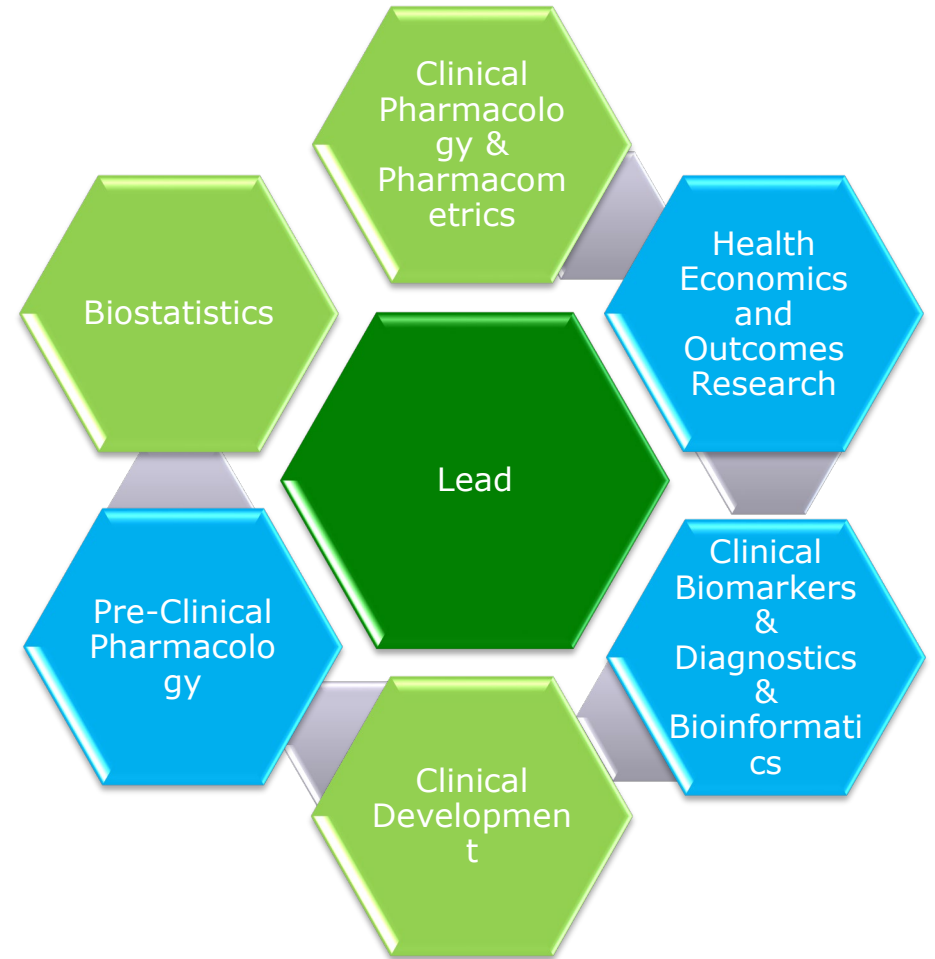 Clinical
Pharmacolo
gy &
Pharmacom
etrics
Health
Economics
and
Outcomes
Research
Biostatistics
Lead
Clinical
Biomarkers
&
Diagnostics
&
Bioinformati
cs
Pre-Clinical
Pharmacolo
gy
Clinical
Developmen
t